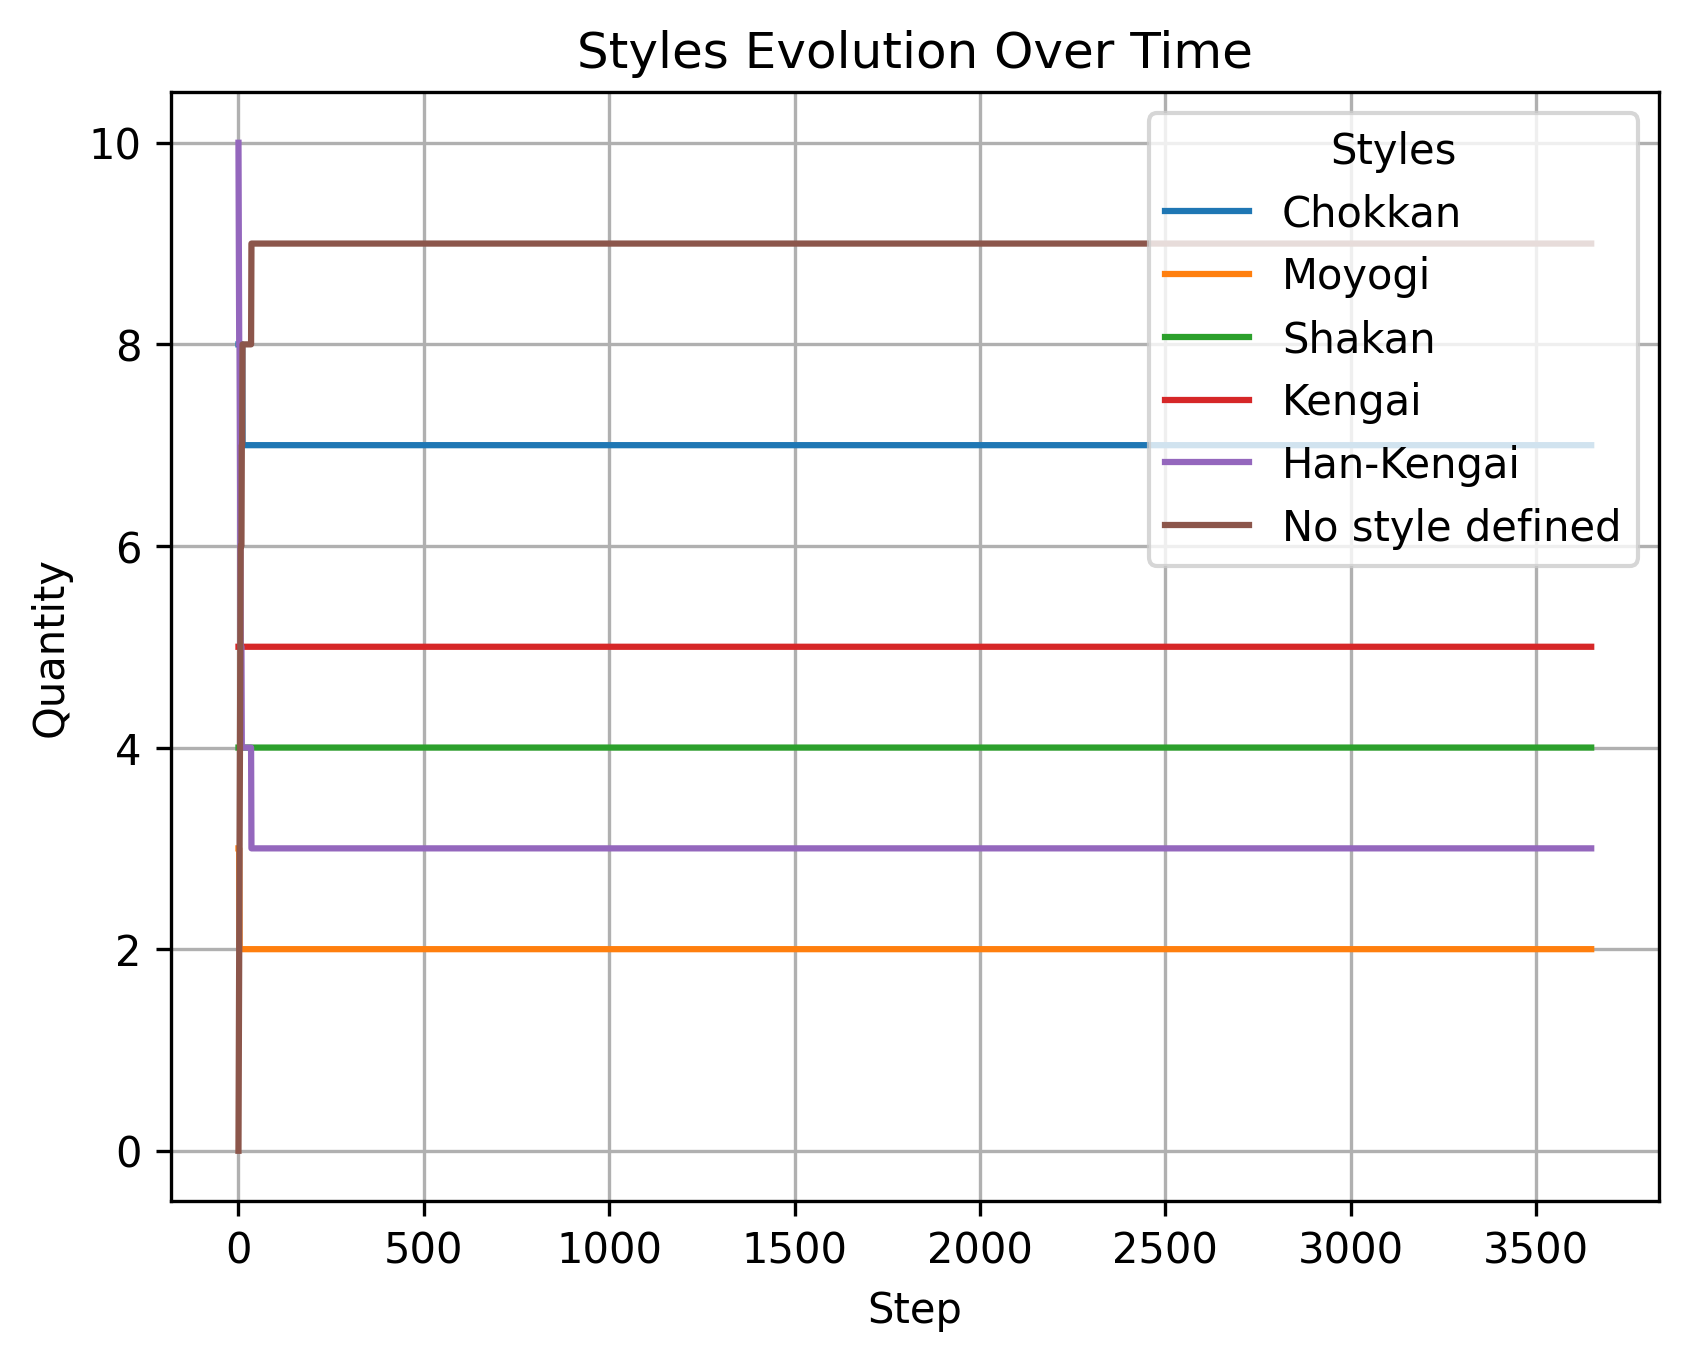 Styles Evolution Over Time
Quantity
10
8
6
4
2
0
Styles
Chokkan
Moyogi
Shakan
Kengai
Han-Kengai
No style defined
0 500 1000 1500 2000 2500 3000 3500
Step